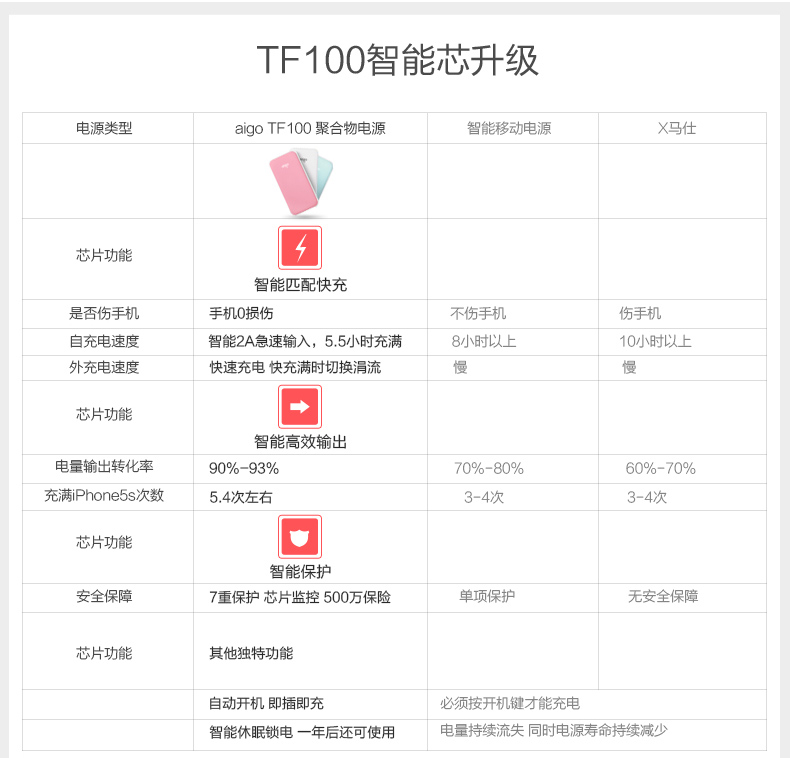 TF100智能芯升级
电源类型 aigo TF100 聚合物电源 智能移动电源 X马仕
芯片功能
智能匹配快充
是否伤手机 手机0损伤 不伤手机 伤手机
自充电速度 智能2A急速输入，5.5小时充满 8小时以上 10小时以上
外充电速度 快速充电 快充满时切换涓流 慢 慢
芯片功能
智能高效输出
电量输出转化率 90%-93% 70%-80% 60%-70%
充满iPhone5s次数 5.4次左右 3-4次 3-4次
芯片功能
智能保护
安全保障 7重保护 芯片监控 500万保险 单项保护 无安全保障
芯片功能 其他独特功能
自动开机 即插即充 必须按开机键才能充电
智能休眠锁电 一年后还可使用 电量持续流失 同时电源寿命持续减少